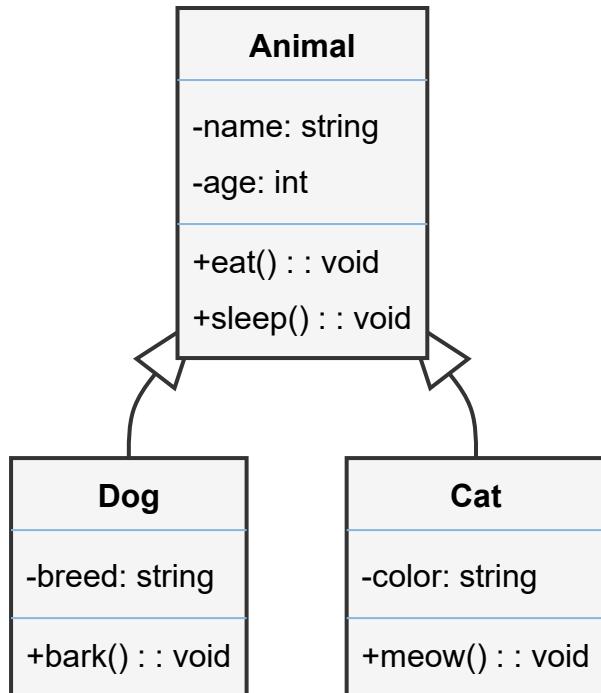 Animal
-name: string
-age: int
+eat() : : void
+sleep() : : void
Dog
-breed: string
+bark() : : void
Cat
-color: string
+meow() : : void